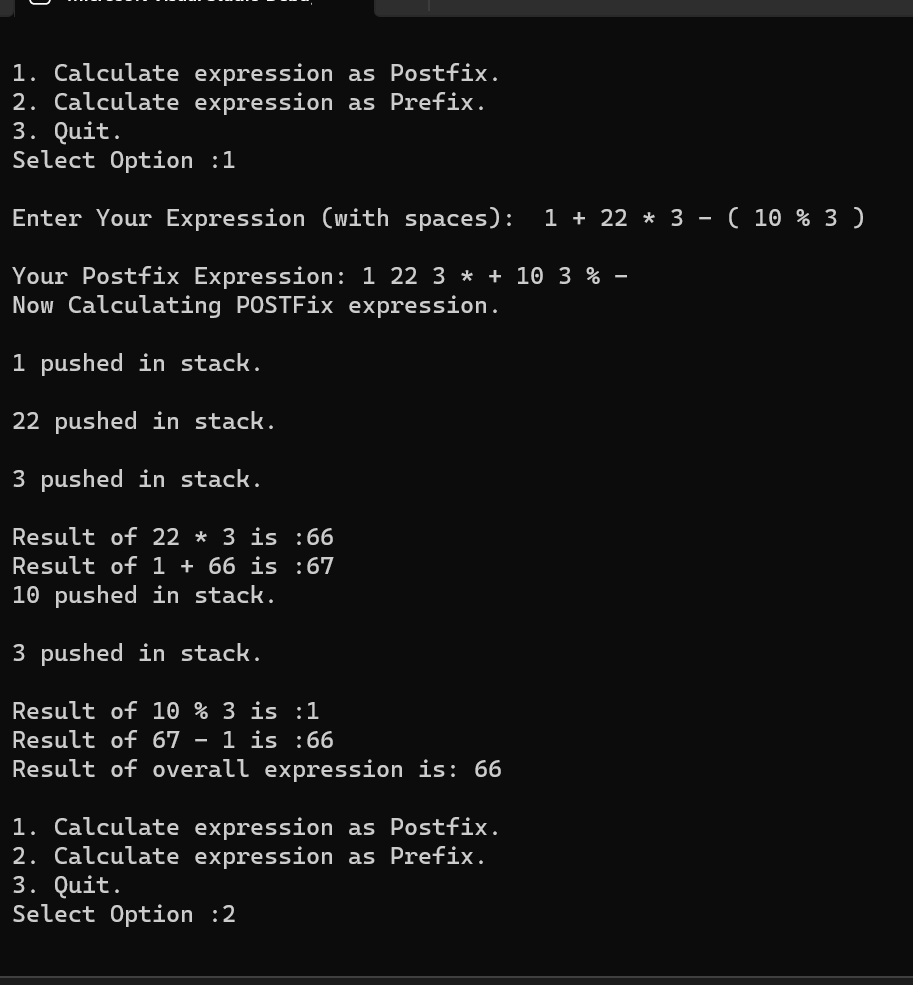 1. Calculate expression as Postfix.
2. Calculate expression as Prefix.
3. Quit.
Select Option :1
Enter Your Expression (with spaces):  1 + 22 * 3 - ( 10 % 3 )
Your Postfix Expression: 1 22 3 * + 10 3 % -
Now Calculating POSTFix expression.
1 pushed in stack.
22 pushed in stack.
3 pushed in stack.
Result of 22 * 3 is :66
Result of 1 + 66 is :67
10 pushed in stack.
3 pushed in stack.
Result of 10 % 3 is :1
Result of 67 - 1 is :66
Result of overall expression is: 66
1. Calculate expression as Postfix.
2. Calculate expression as Prefix.
3. Quit.
Select Option :2